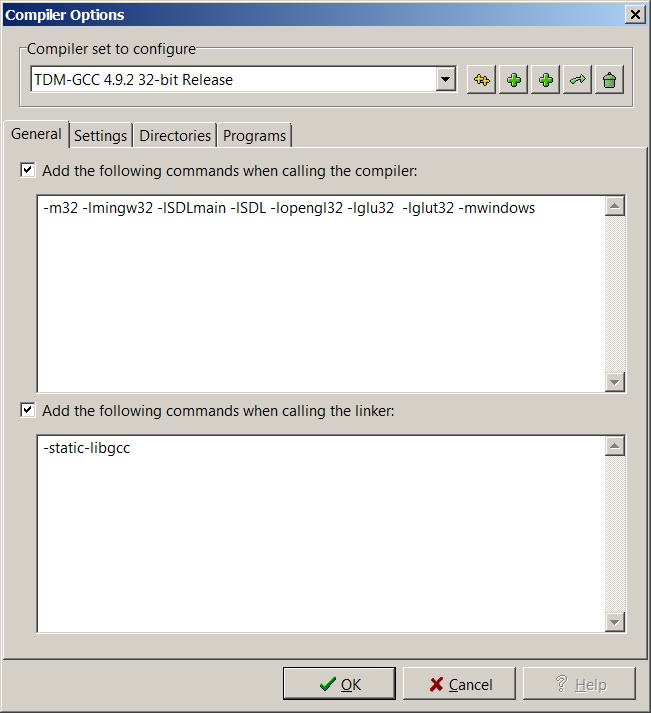 Compiler Options
Compiler set to configure
TDM-GCC 4.9.2 32-bit Release
General Settings Directories Programs
Add the following commands when calling the compiler:
-m32 -lmingw32 -lSDLmain -lSDL -lopengl32 -lglu32  -lglut32 -mwindows
Add the following commands when calling the linker:
-static-libgcc
OK Cancel Help